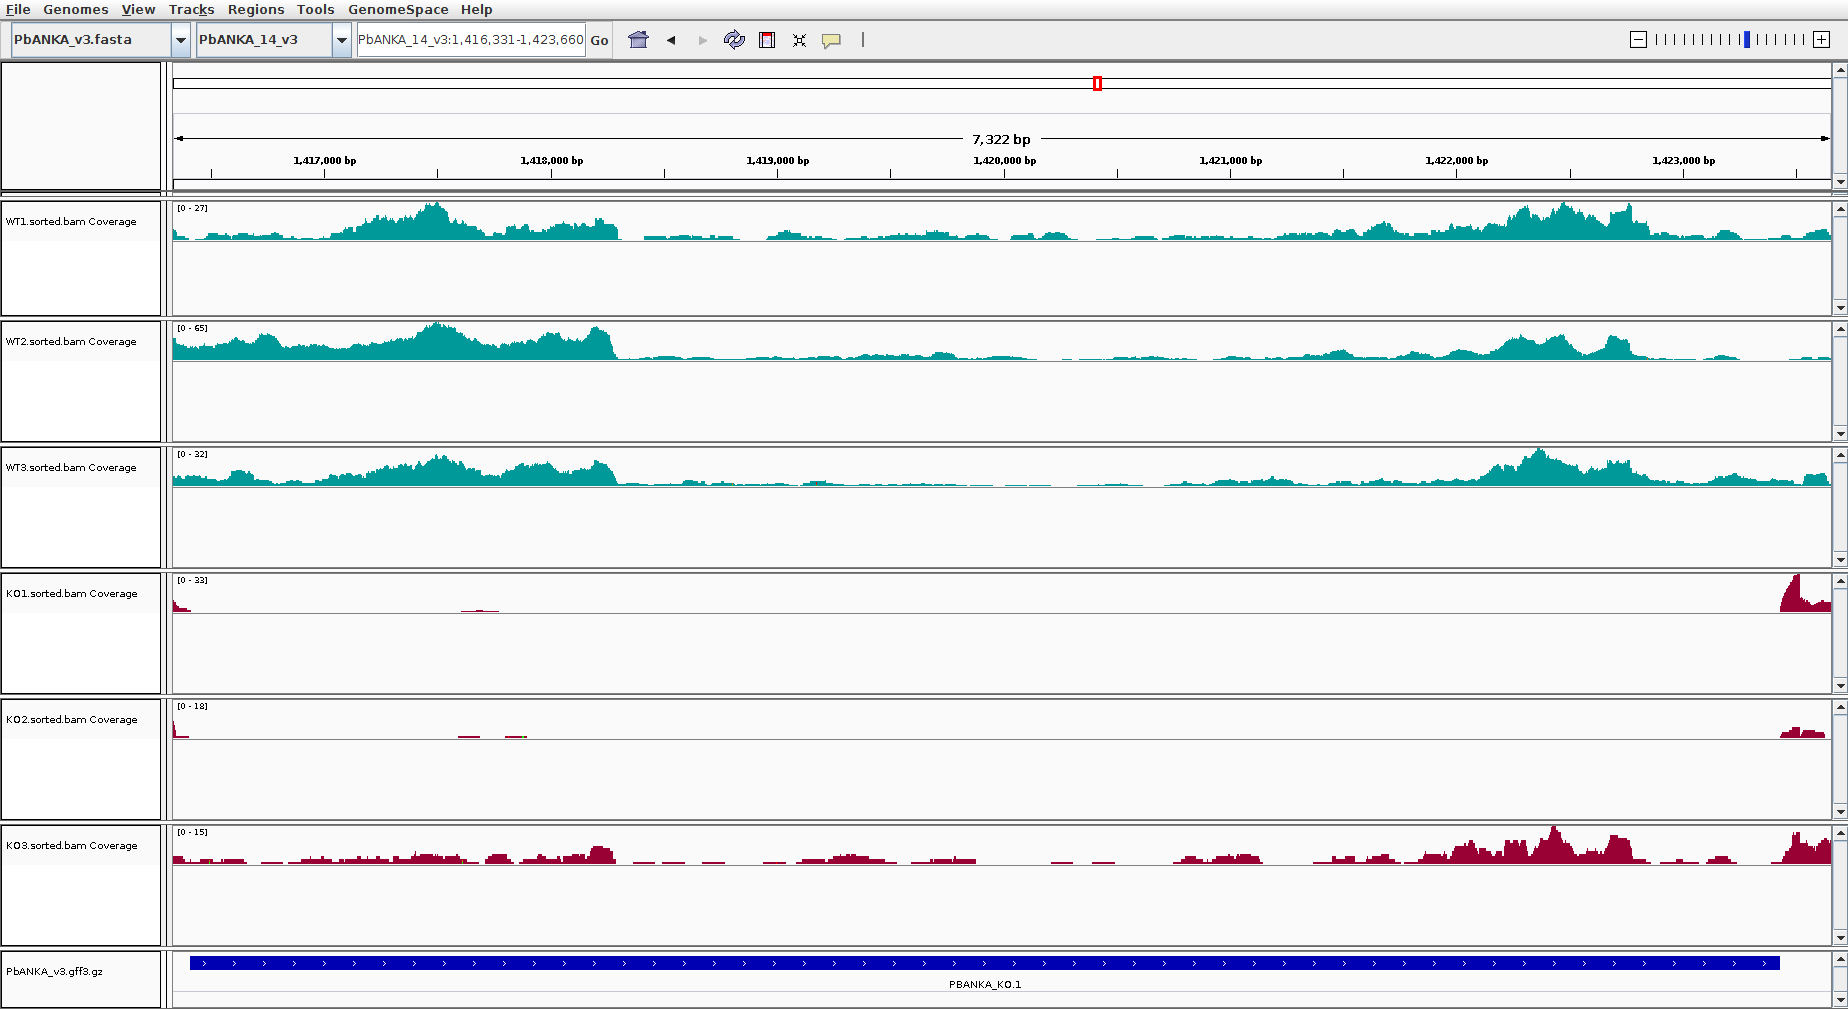 File Genomes View Tracks Regions Tools GenomeSpace Help
PbANKA_v3.fasta PbANKA_14_v3 PbANKA_14_v3:1,416,331-1,423,660 Go
7,322 bp
1,417,000 bp 1,418,000 bp 1,419,000 bp 1,420,000 bp 1,421,000 bp 1,422,000 bp 1,423,000 bp
WT1.sorted.bam Coverage [0 - 27]
WT2.sorted.bam Coverage [0 - 65]
WT3.sorted.bam Coverage [0 - 32]
KO1.sorted.bam Coverage [0 - 33]
KO2.sorted.bam Coverage [0 - 18]
KO3.sorted.bam Coverage [0 - 15]
PbANKA_v3.gff3.gz
PBANKA_KO.1